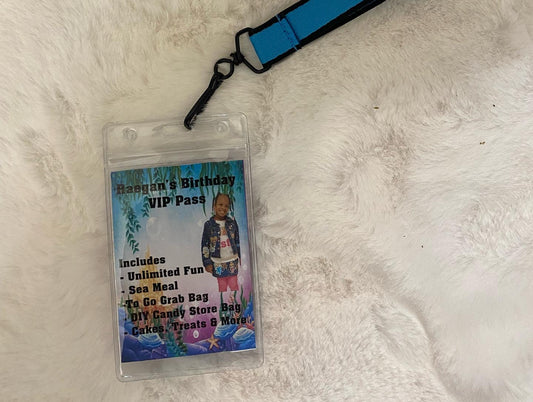 Raegan's Birthday
VIP Pass
Includes
- Unlimited Fun
- Sea Meal
-To Go Grab Bag
- DIY Candy Store Bag
- Cakes, Treats & More